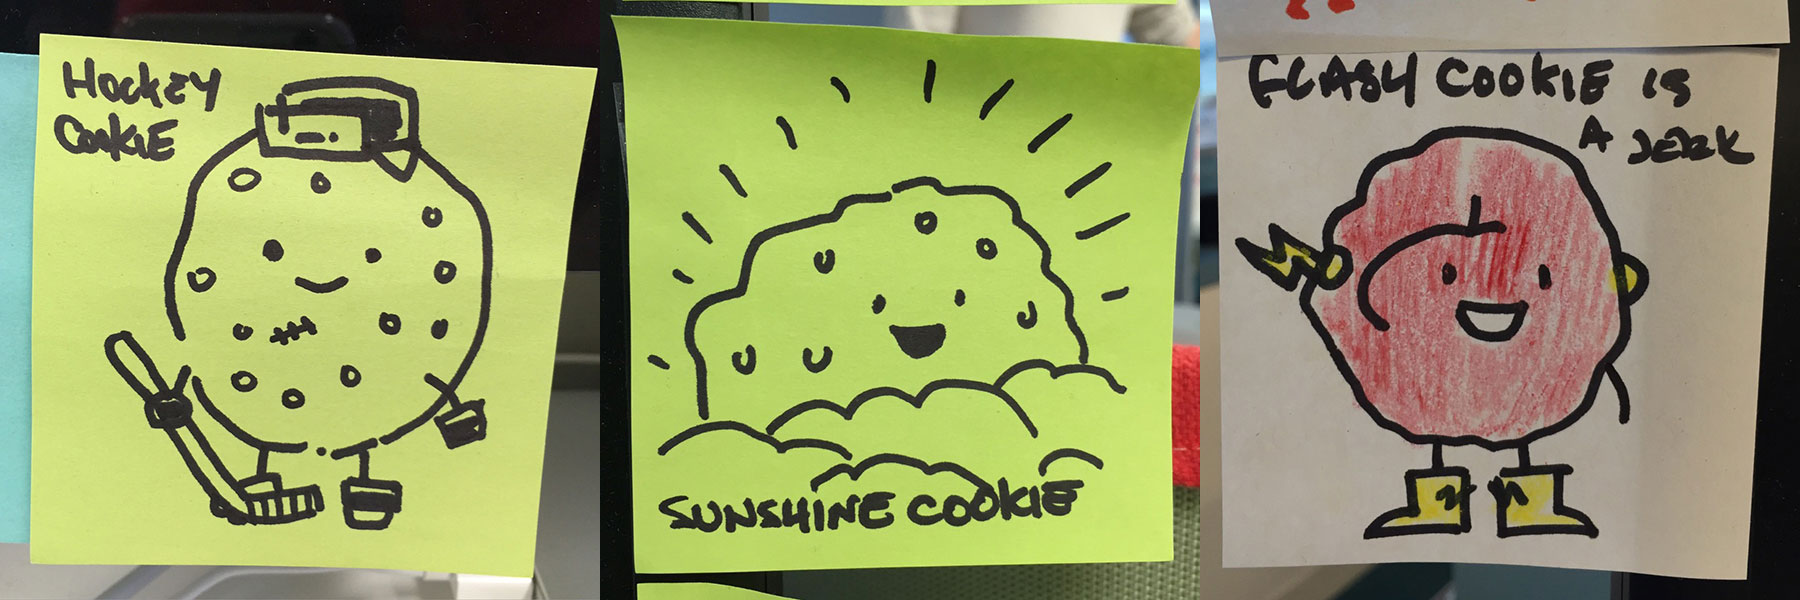 HOCKEY
COOKIE
SUNSHINE COOKIE
FLASH COOKIE IS
A JERK